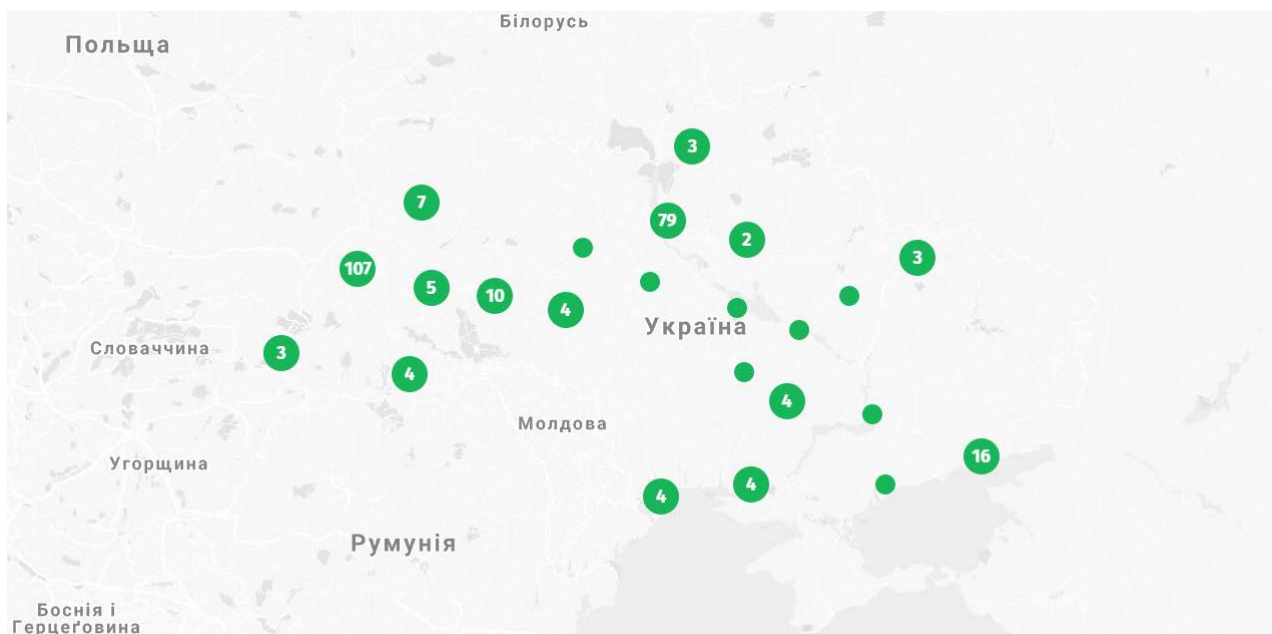 Білорусь
Польща
3
7
79
2
3
107
5
10
4
Україна
Словаччина
3
4
4
Молдова
Угорщина
16
4
4
Румунія
Боснія і
Герцеґовина